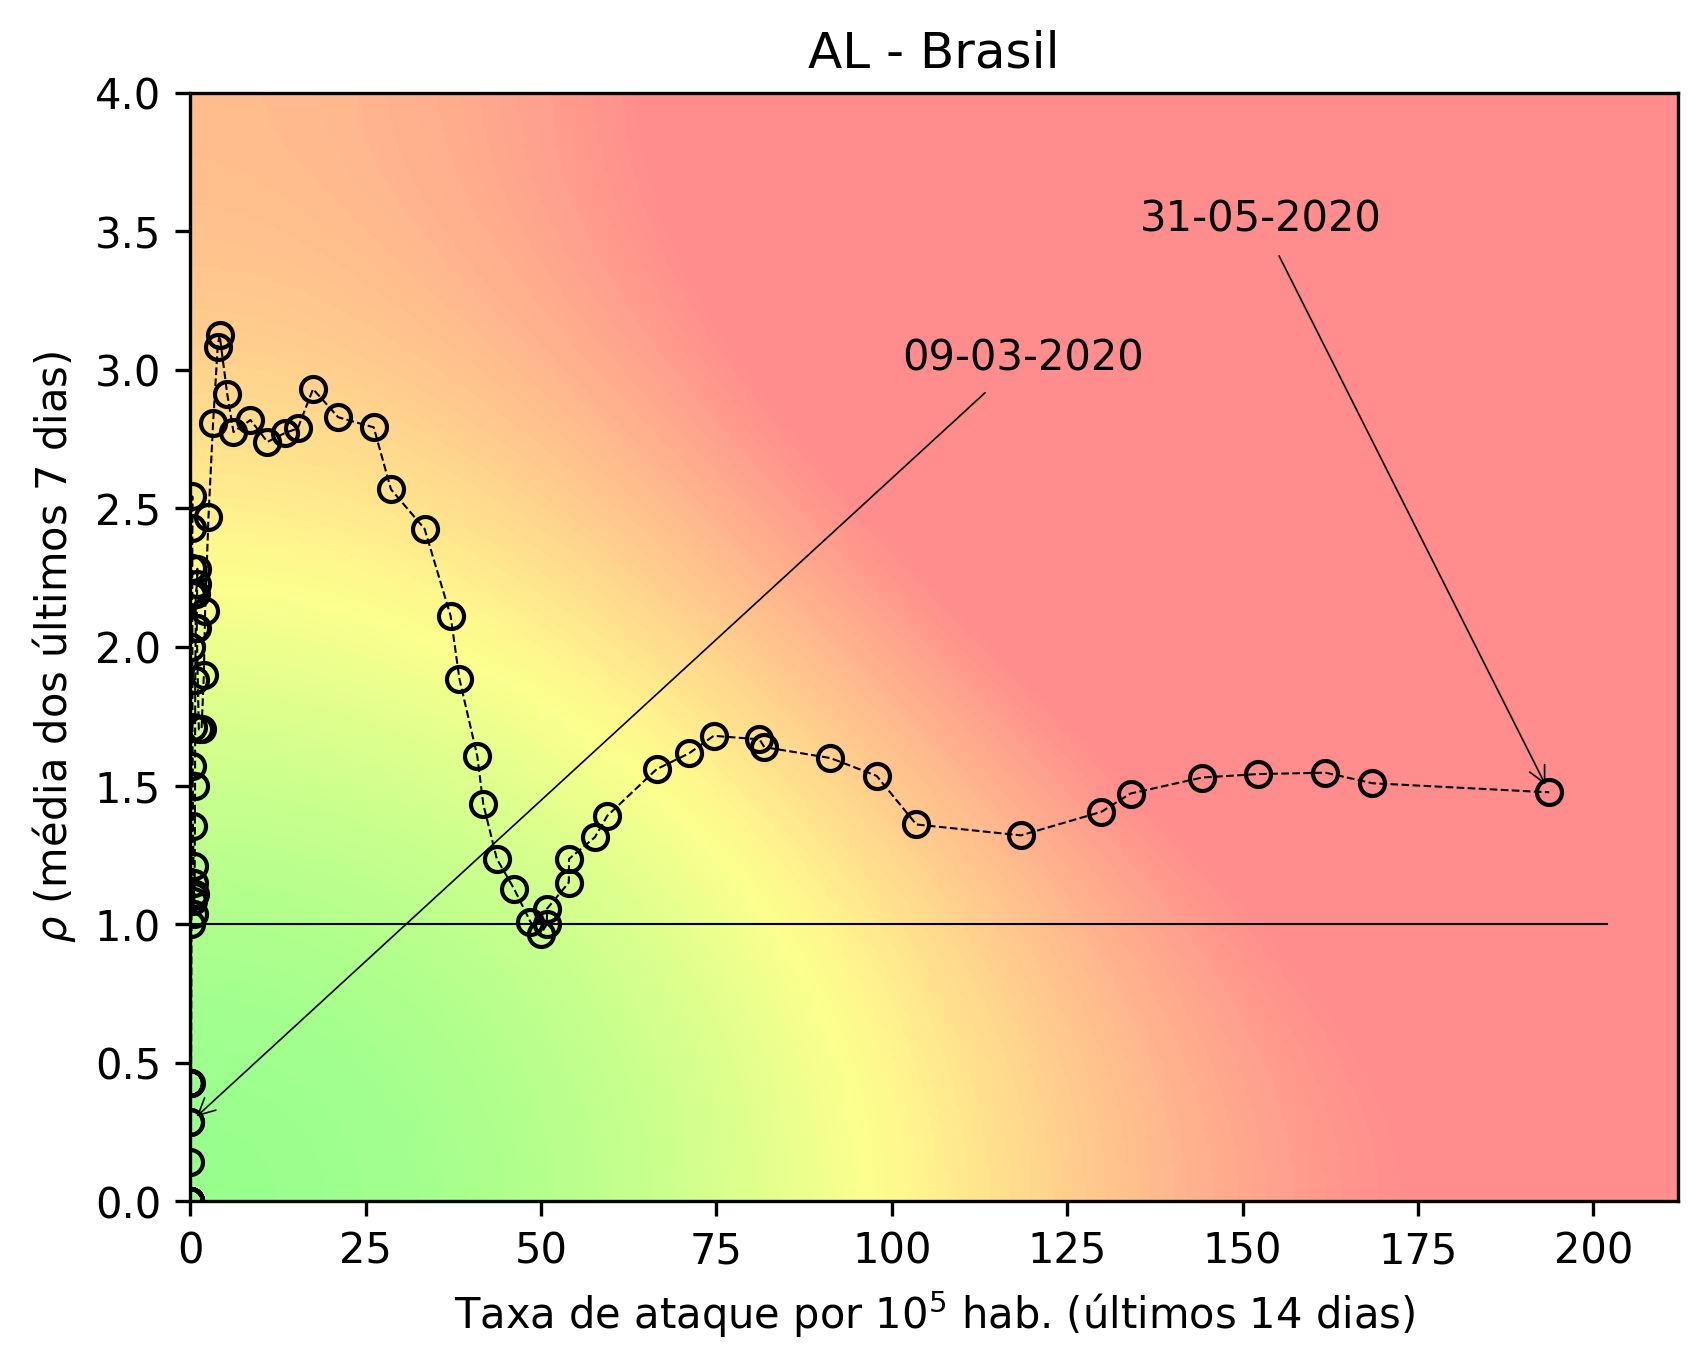 AL - Brasil
4.0
3.5
3.0
2.5
2.0
1.5
1.0
0.5
0.0
ρ (média dos últimos 7 dias)
31-05-2020
09-03-2020
0 25 50 75 100 125 150 175 200
Taxa de ataque por 10⁵ hab. (últimos 14 dias)